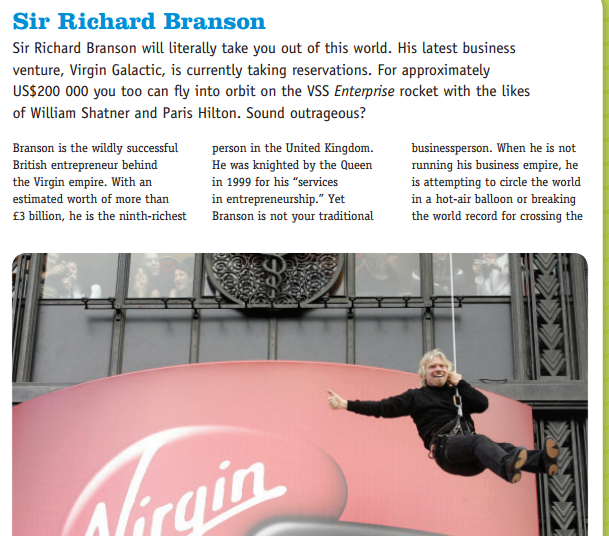 Sir Richard Branson
Sir Richard Branson will literally take you out of this world. His latest business
venture, Virgin Galactic, is currently taking reservations. For approximately
US$200 000 you too can fly into orbit on the VSS Enterprise rocket with the likes
of William Shatner and Paris Hilton. Sound outrageous?
Branson is the wildly successful
British entrepreneur behind
the Virgin empire. With an
estimated worth of more than
£3 billion, he is the ninth-richest
person in the United Kingdom.
He was knighted by the Queen
in 1999 for his “services
in entrepreneurship.” Yet
Branson is not your traditional
businessperson. When he is not
running his business empire, he
is attempting to circle the world
in a hot-air balloon or breaking
the world record for crossing the
Virgin